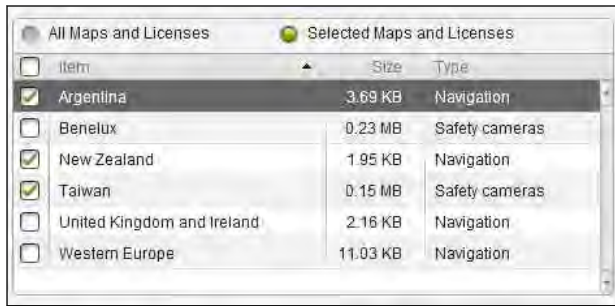 All Maps and Licenses Selected Maps and Licenses
Item Size Type
Argentina 3.69 KB Navigation
Benelux 0.23 MB Safety cameras
New Zealand 1.95 KB Navigation
Taiwan 0.15 MB Safety cameras
United Kingdom and Ireland 2.16 KB Navigation
Western Europe 11.03 KB Navigation